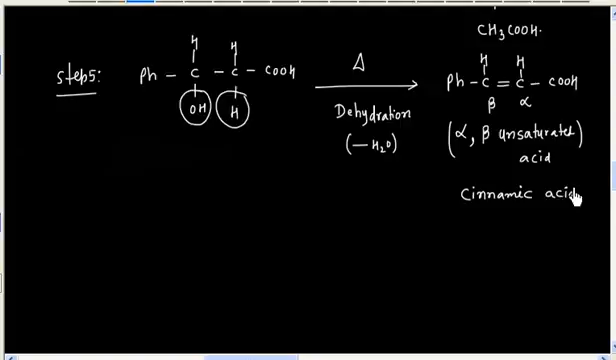 CH3COOH.
Step5:
H H H H
Ph - C - C - COOH Δ Ph - C = C - COOH
OH H Dehydration β α
(- H2O) (α, β unsaturated acid)
Cinnamic acid